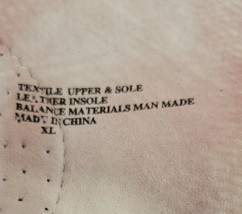 TEXTILE UPPER & SOLE
LEATHER INSOLE
BALANCE MATERIALS MAN MADE
MADE IN CHINA
XL